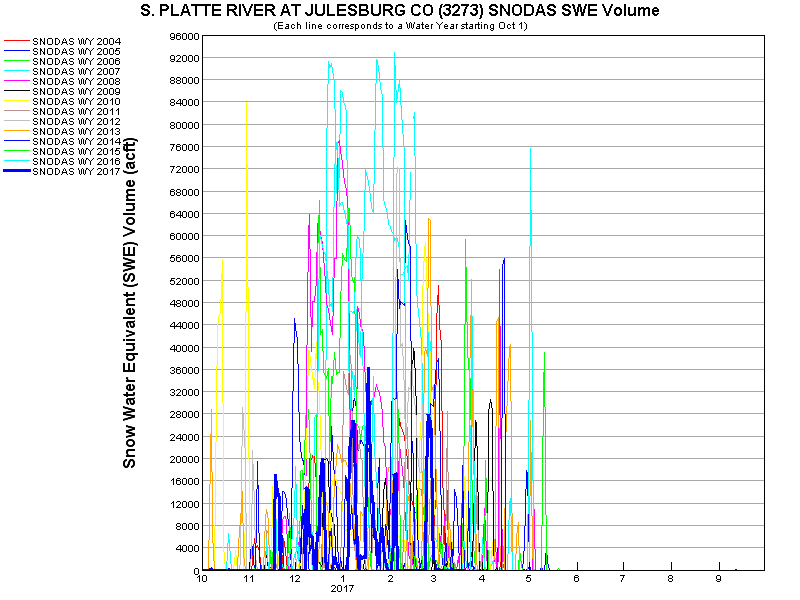 S. PLATTE RIVER AT JULESBURG CO (3273) SNODAS SWE Volume
(Each line corresponds to a Water Year starting Oct 1)
SNODAS WY 2004
SNODAS WY 2005
SNODAS WY 2006
SNODAS WY 2007
SNODAS WY 2008
SNODAS WY 2009
SNODAS WY 2010
SNODAS WY 2011
SNODAS WY 2012
SNODAS WY 2013
SNODAS WY 2014
SNODAS WY 2015
SNODAS WY 2016
SNODAS WY 2017
Snow Water Equivalent (SWE) Volume (acft)
96000
92000
88000
84000
80000
76000
72000
68000
64000
60000
56000
52000
48000
44000
40000
36000
32000
28000
24000
20000
16000
12000
8000
4000
0
10 11 12 1 2 3 4 5 6 7 8 9
2017